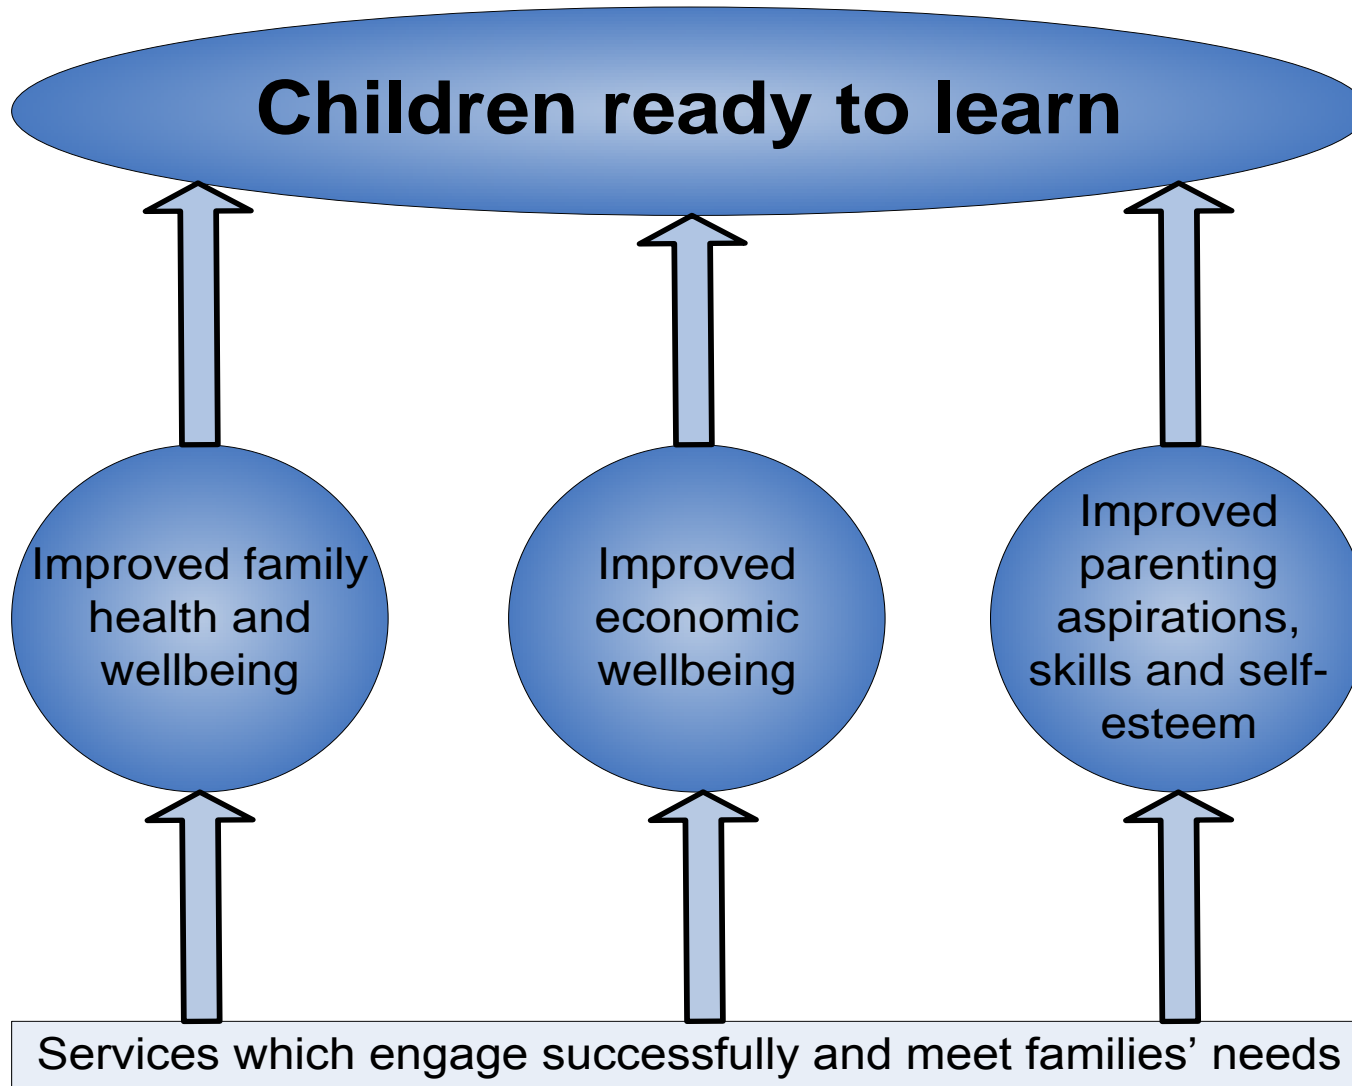 Children ready to learn
Improved family
health and
wellbeing
Improved
economic
wellbeing
Improved
parenting
aspirations,
skills and self-
esteem
Services which engage successfully and meet families’ needs